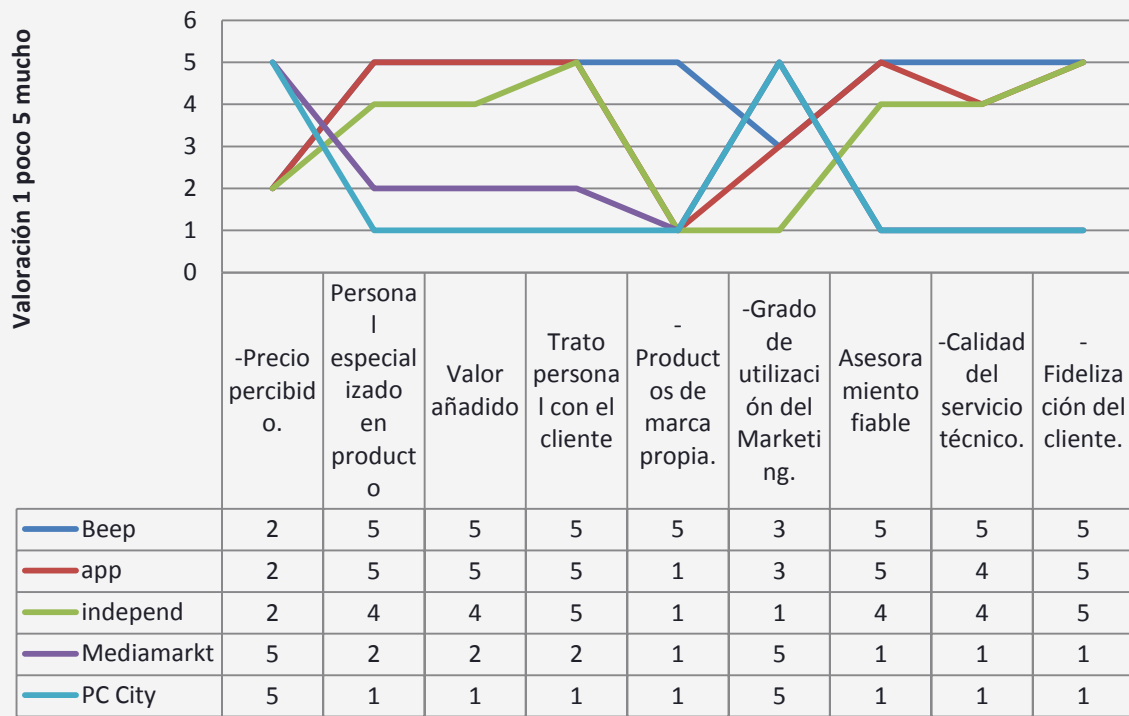 Valoración 1 poco 5 mucho
6
5
4
3
2
1
0
-Precio
percibid
o.
Persona
l
especial
izado
en
product
o
Valor
añadido
Trato
persona
l con el
cliente
-
Product
os de
marca
propia.
-Grado
de
utilizaci
ón del
Marketi
ng.
Asesora
miento
fiable
-Calidad
del
servicio
técnico.
-
Fideliza
ción del
cliente.
Beep 2 5 5 5 5 3 5 5 5
app 2 5 5 5 1 3 5 4 5
independ 2 4 4 5 1 1 4 4 5
Mediamarkt 5 2 2 2 1 5 1 1 1
PC City 5 1 1 1 1 5 1 1 1